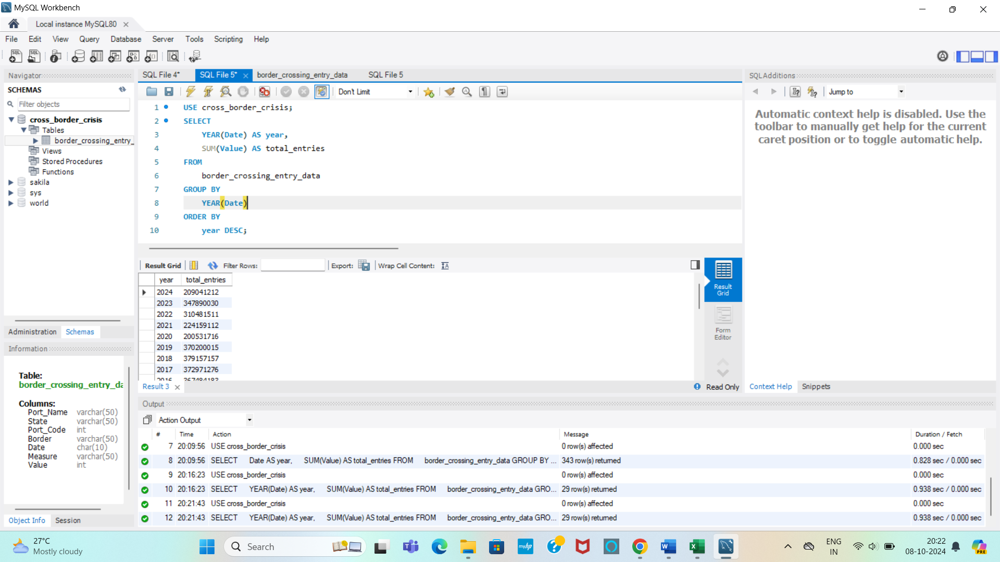 MySQL Workbench
Local instance MySQL80
File Edit View Query Database Server Tools Scripting Help
Navigator
SCHEMAS
Filter objects
cross_border_crisis
Tables
border_crossing_entry_
Views
Stored Procedures
Functions
sakila
sys
world
Administration Schemas
Information
Table:
border_crossing_entry_da
Columns:
Port_Name varchar(50)
State varchar(50)
Port_Code int
Border varchar(50)
Date char(10)
Measure varchar(50)
Value int
Object Info Session
SQL File 4* SQL File 5* border_crossing_entry_data SQL File 5
Don't Limit
1 USE cross_border_crisis;
2 SELECT
3 YEAR(Date) AS year,
4 SUM(Value) AS total_entries
5 FROM
6 border_crossing_entry_data
7 GROUP BY
8 YEAR(Date)
9 ORDER BY
10 year DESC;
Result Grid Filter Rows: Export: Wrap Cell Content:
year total_entries
2024 209041212
2023 347890030
2022 310481511
2021 224159112
2020 200531716
2019 370200015
2018 379157157
2017 372971276
2016 367484183
Result Grid
Form Editor
Result 3 Read Only
SQLAdditions
Jump to
Automatic context help is disabled. Use the
toolbar to manually get help for the current
caret position or to toggle automatic help.
Context Help Snippets
Output
Action Output
# Time Action Message Duration / Fetch
7 20:09:56 USE cross_border_crisis 0 row(s) affected 0.000 sec
8 20:09:56 SELECT Date AS year, SUM(Value) AS total_entries FROM border_crossing_entry_data GROUP BY ... 343 row(s) returned 0.828 sec / 0.000 sec
9 20:16:23 USE cross_border_crisis 0 row(s) affected 0.000 sec
10 20:16:23 SELECT YEAR(Date) AS year, SUM(Value) AS total_entries FROM border_crossing_entry_data GRO... 29 row(s) returned 0.938 sec / 0.000 sec
11 20:21:43 USE cross_border_crisis 0 row(s) affected 0.000 sec
12 20:21:43 SELECT YEAR(Date) AS year, SUM(Value) AS total_entries FROM border_crossing_entry_data GRO... 29 row(s) returned 0.938 sec / 0.000 sec
27°C
Mostly cloudy
Search
myhp
ENG
IN
20:22
08-10-2024
PRE